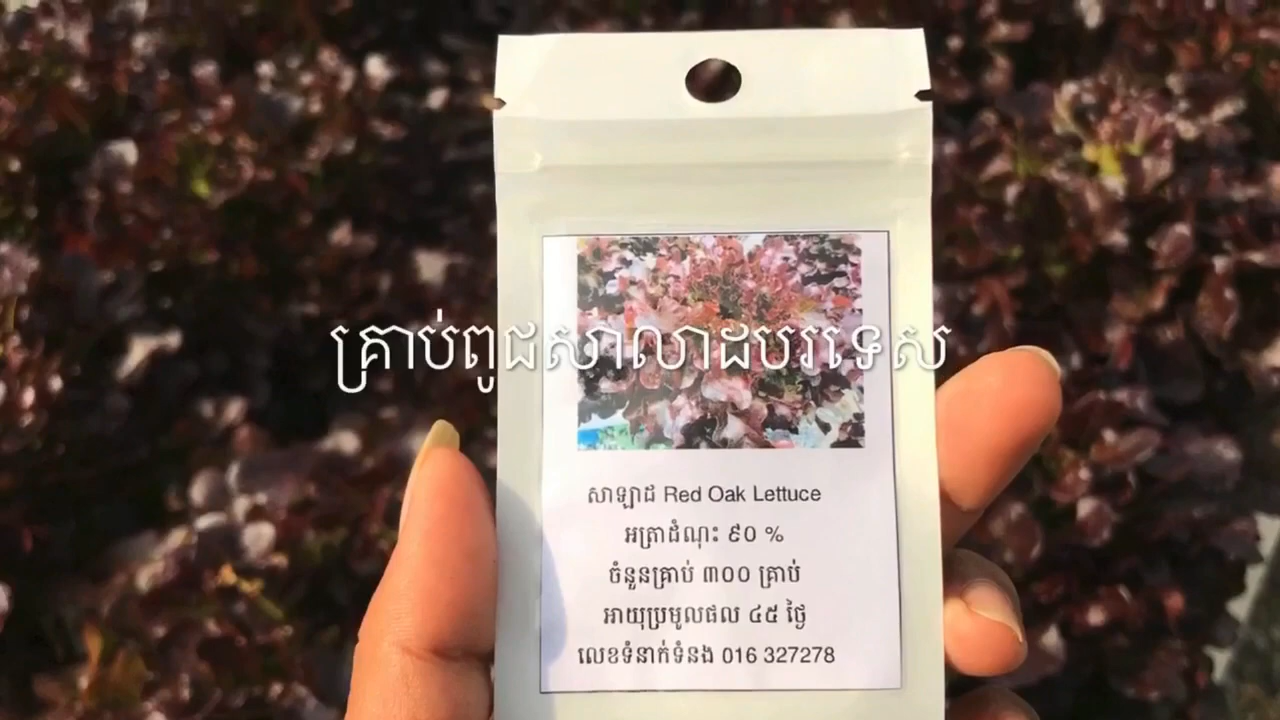 គ្រាប់ពូជសាលាដបរទេស
សាឡាដ Red Oak Lettuce
អត្រាដំណុះ ៩០ %
ចំនួនគ្រាប់ ៣០០ គ្រាប់
អាយុប្រមូលផល ៤៥ ថ្ងៃ
លេខទំនាក់ទំនង 016 327278